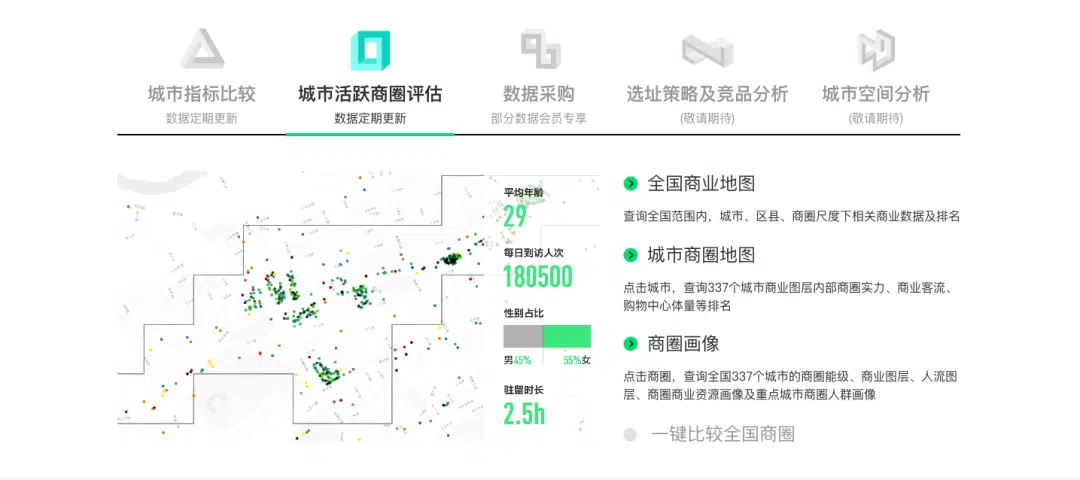 城市指标比较
数据定期更新
城市活跃商圈评估
数据定期更新
数据采购
部分数据会员专享
选址策略及竞品分析
(敬请期待)
城市空间分析
(敬请期待)
平均年龄
29
每日到访人次
180500
性别占比
男45%
55%女
驻留时长
2.5h
全国商业地图
查询全国范围内，城市、区县、商圈尺度下相关商业数据及排名
城市商圈地图
点击城市，查询337个城市商业图层内部商圈实力、商业客流、
购物中心体量等排名
商圈画像
点击商圈，查询全国337个城市的商圈能级、商业图层、人流图
层、商圈商业资源画像及重点城市商圈人群画像
一键比较全国商圈